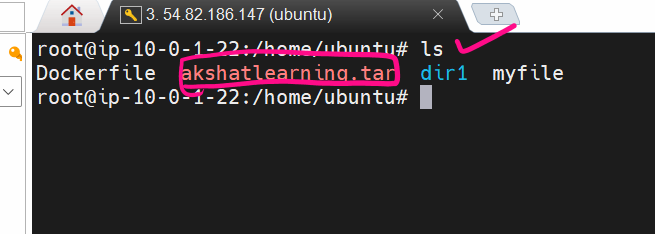 3. 54.82.186.147 (ubuntu)
root@ip-10-0-1-22:/home/ubuntu# ls
Dockerfile  akshatlearning.tar  dir1  myfile
root@ip-10-0-1-22:/home/ubuntu#